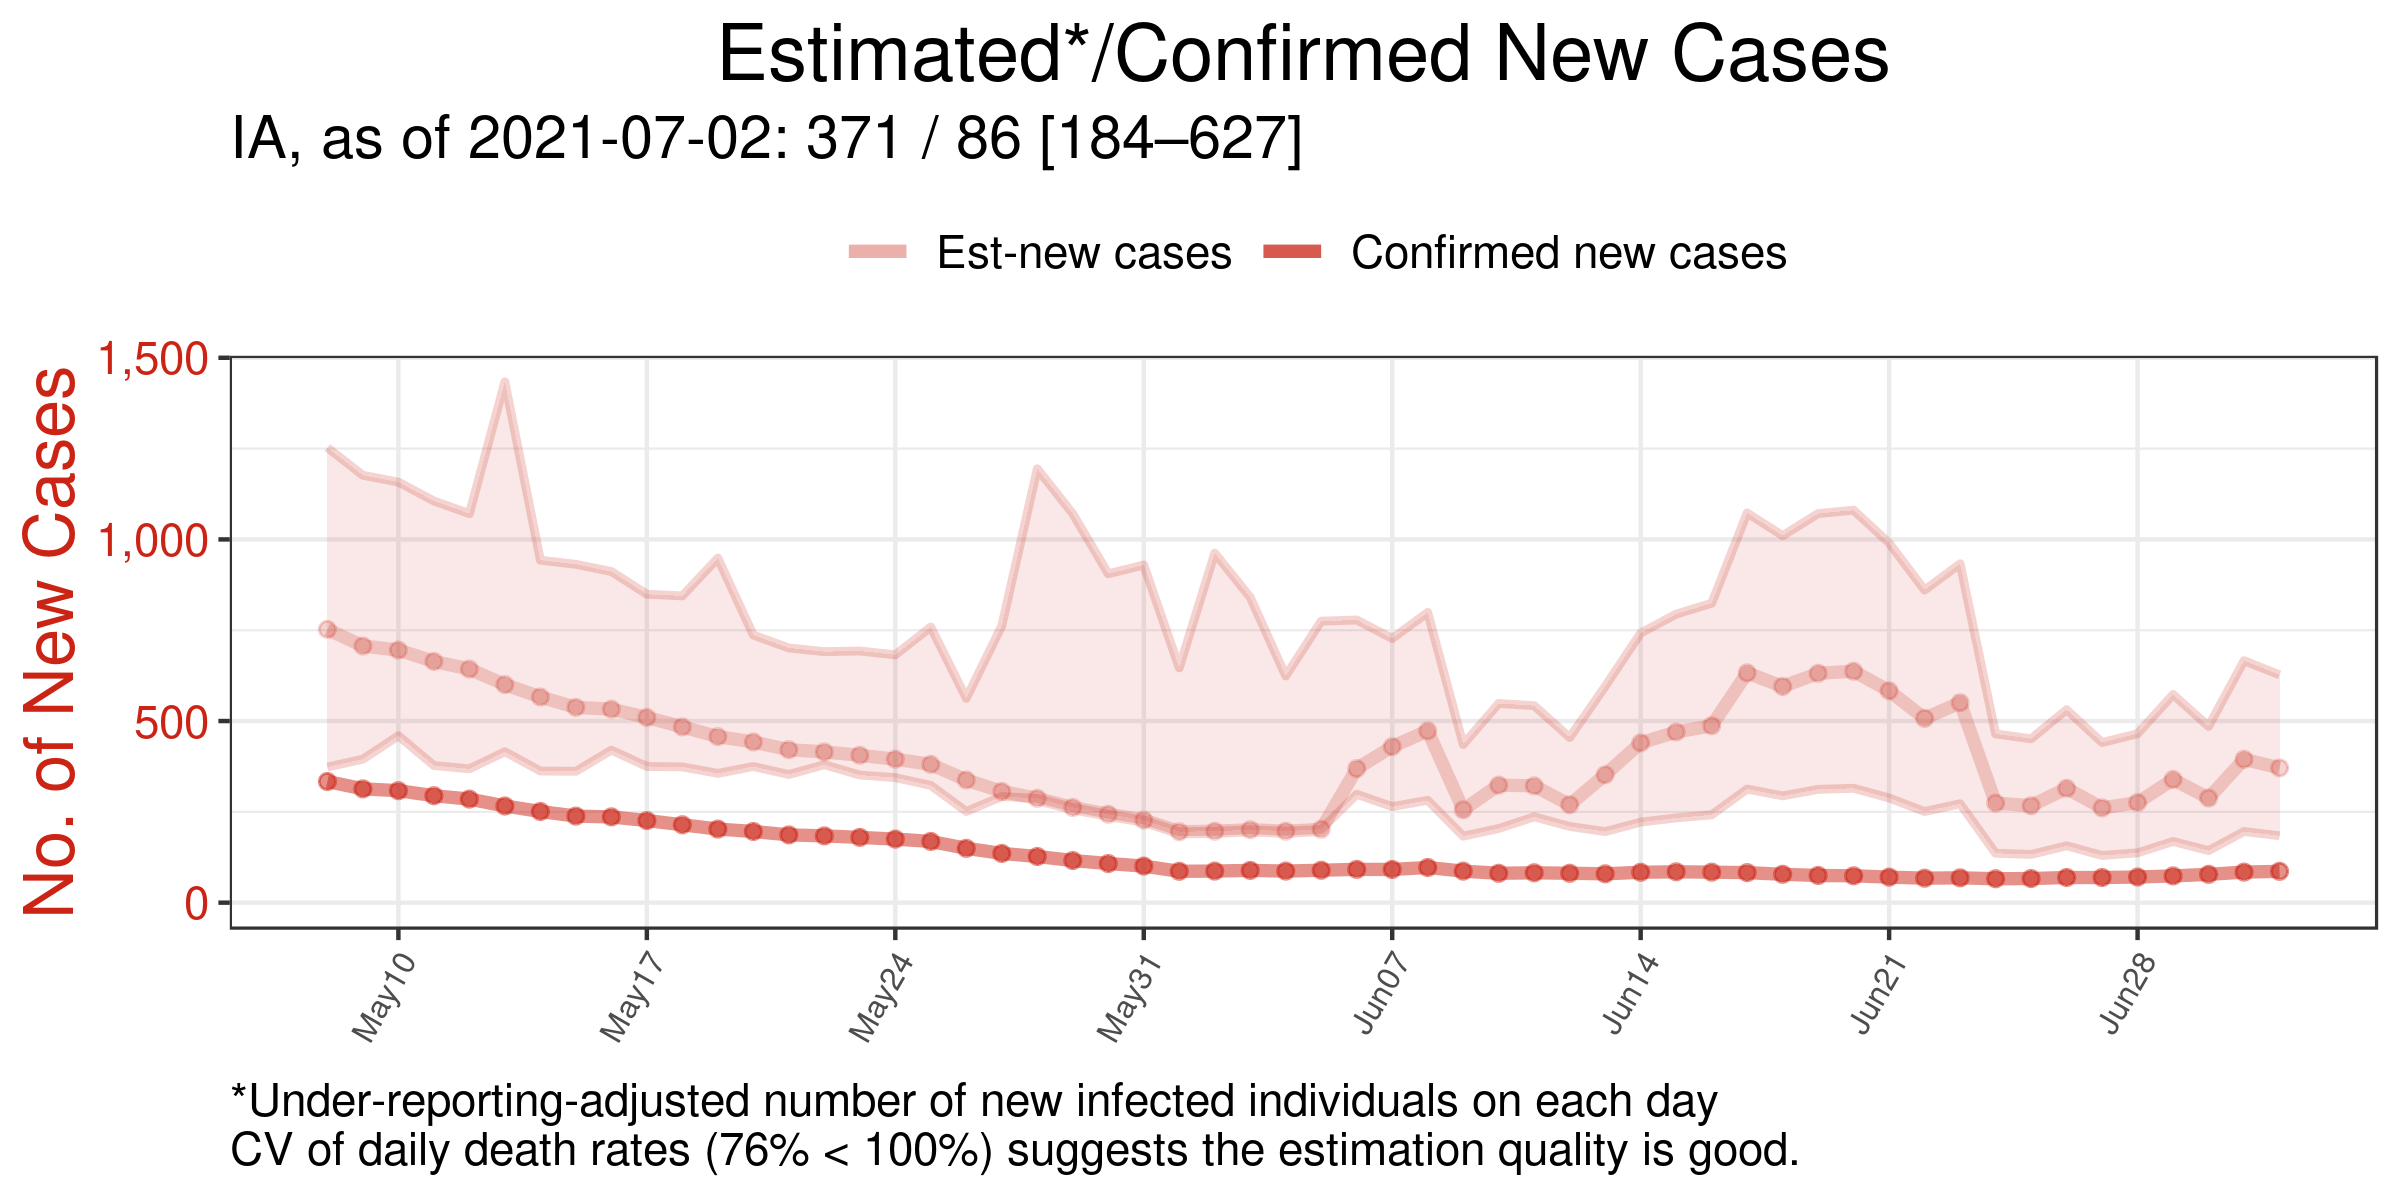 Estimated*/Confirmed New Cases
IA, as of 2021-07-02: 371 / 86 [184–627]
Est-new cases
Confirmed new cases
No. of New Cases
1,500
1,000
500
0
May10
May17
May24
May31
Jun07
Jun14
Jun21
Jun28
*Under-reporting-adjusted number of new infected individuals on each day
CV of daily death rates (76% < 100%) suggests the estimation quality is good.